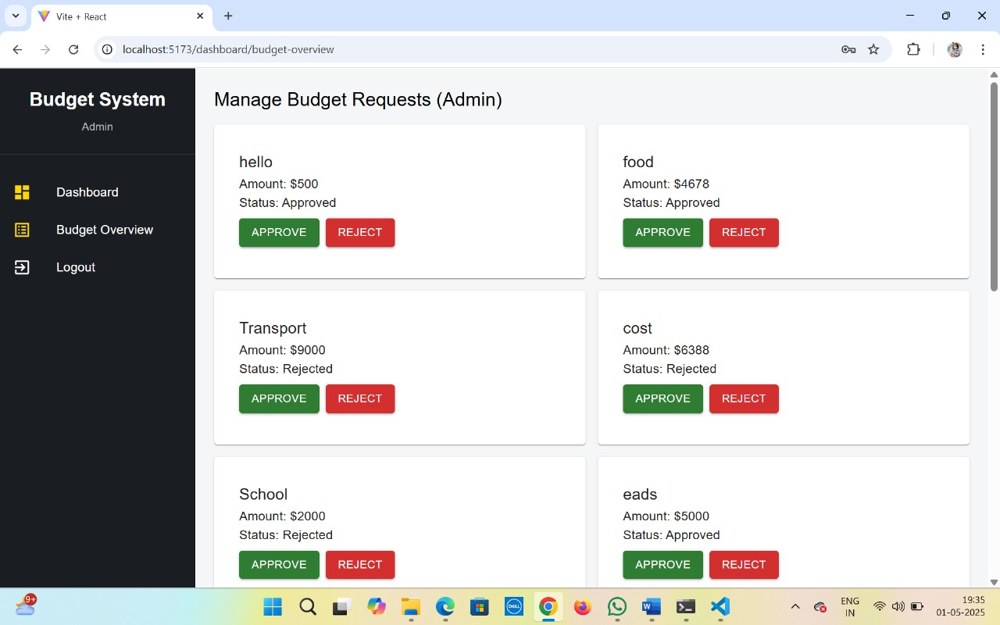 Vite + React
localhost:5173/dashboard/budget-overview
Budget System
Admin
Dashboard
Budget Overview
Logout
Manage Budget Requests (Admin)
hello
Amount: $500
Status: Approved
APPROVE REJECT
food
Amount: $4678
Status: Approved
APPROVE REJECT
Transport
Amount: $9000
Status: Rejected
APPROVE REJECT
cost
Amount: $6388
Status: Rejected
APPROVE REJECT
School
Amount: $2000
Status: Rejected
APPROVE REJECT
eads
Amount: $5000
Status: Approved
APPROVE REJECT
9+
DELL
W
ENG
IN
19:35
01-05-2025